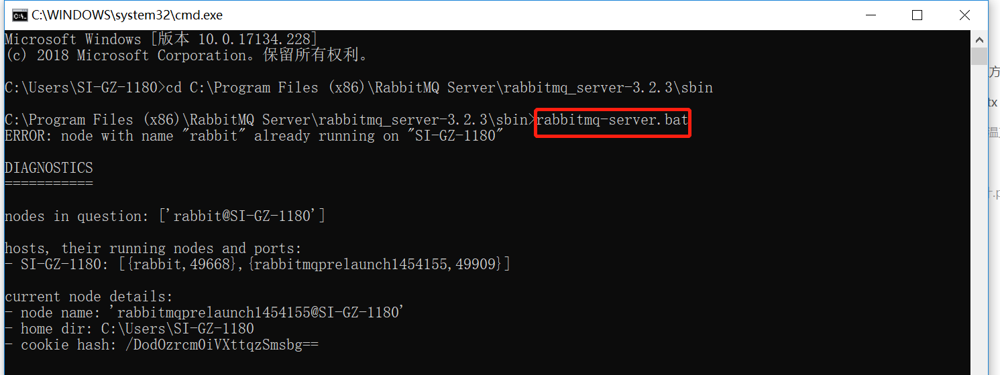 C:\WINDOWS\system32\cmd.exe
Microsoft Windows [版本 10.0.17134.228]
(c) 2018 Microsoft Corporation。保留所有权利。
C:\Users\SI-GZ-1180>cd C:\Program Files (x86)\RabbitMQ Server\rabbitmq_server-3.2.3\sbin
C:\Program Files (x86)\RabbitMQ Server\rabbitmq_server-3.2.3\sbin>rabbitmq-server.bat
ERROR: node with name "rabbit" already running on "SI-GZ-1180"
DIAGNOSTICS
===========
nodes in question: ['rabbit@SI-GZ-1180']
hosts, their running nodes and ports:
- SI-GZ-1180: [{rabbit,49668},{rabbitmqprelaunch1454155,49909}]
current node details:
- node name: 'rabbitmqprelaunch1454155@SI-GZ-1180'
- home dir: C:\Users\SI-GZ-1180
- cookie hash: /DodOzrcmOiVXttqzSmsbg==
方
tx
温
.p